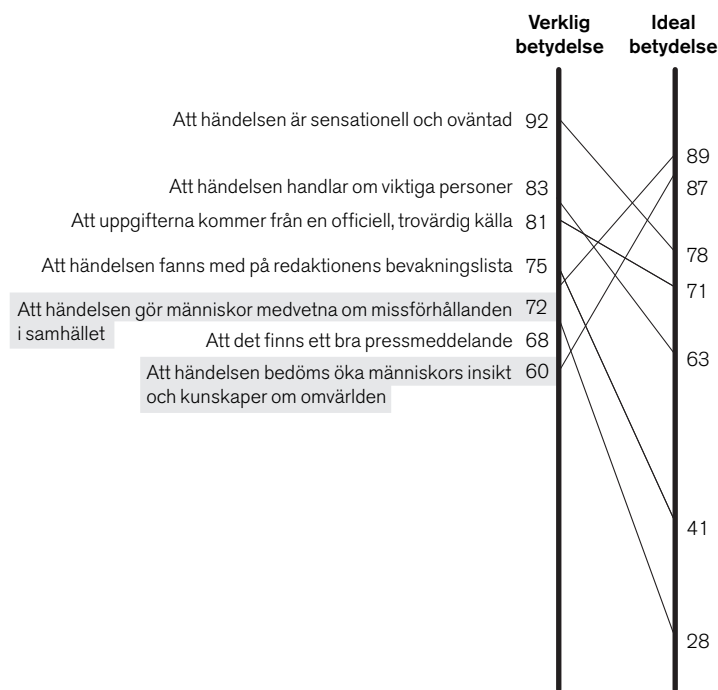 Verklig betydelse
Ideal betydelse
Att händelsen är sensationell och oväntad 92
89
Att händelsen handlar om viktiga personer 83
87
Att uppgifterna kommer från en officiell, trovärdig källa 81
78
Att händelsen fanns med på redaktionens bevakningslista 75
71
Att händelsen gör människor medvetna om missförhållanden 72
i samhället
Att det finns ett bra pressmeddelande 68
63
Att händelsen bedöms öka människors insikt 60
och kunskaper om omvärlden
41
28